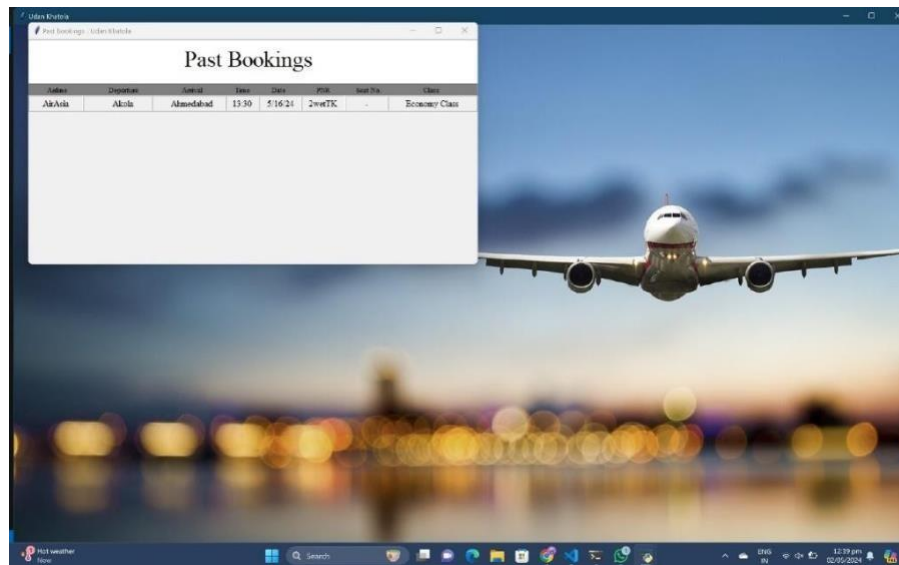 Udan Khatola
Past Bookings - Udan Khatola
Past Bookings
Airline Departure Arrival Time Date PNR Seat No. Class
AirAsia Akola Ahmedabad 13:30 5/16/24 2wetTK - Economy Class
Hot weather
Now
Search
ENG
IN
12:39 pm
02/05/2024